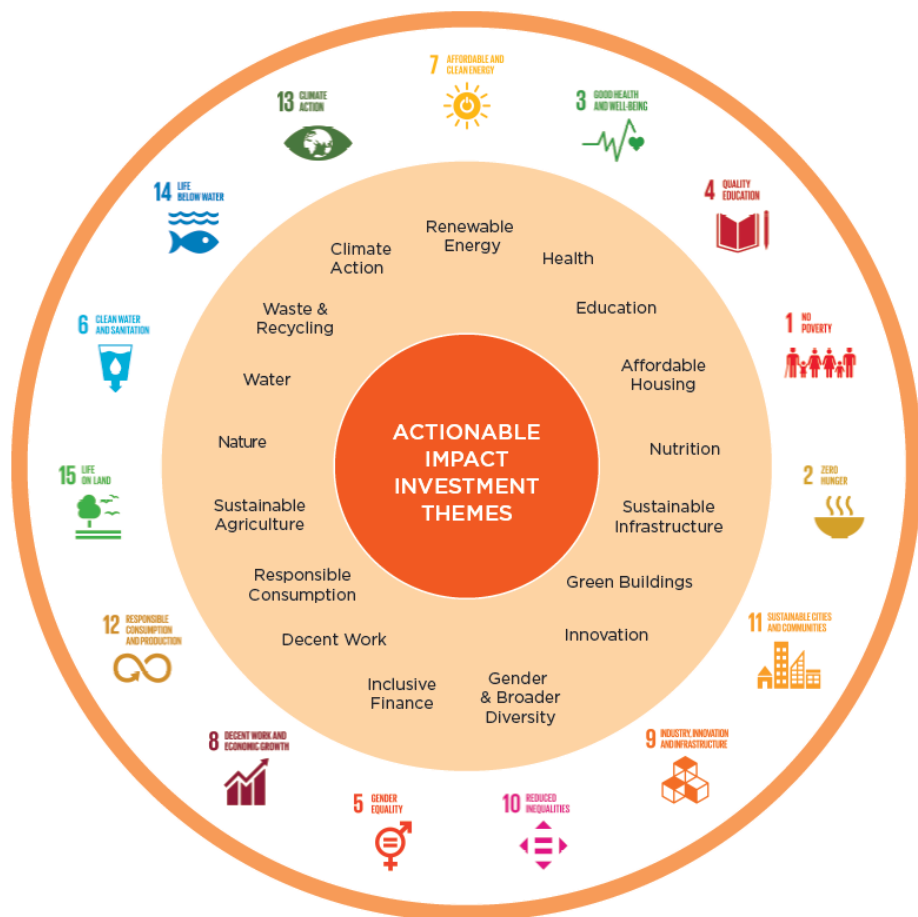 7 AFFORDABLE AND
CLEAN ENERGY
3 GOOD HEALTH
AND WELL-BEING
4 QUALITY
EDUCATION
1 NO
POVERTY
2 ZERO
HUNGER
11 SUSTAINABLE CITIES
AND COMMUNITIES
9 INDUSTRY, INNOVATION
AND INFRASTRUCTURE
10 REDUCED
INEQUALITIES
5 GENDER
EQUALITY
8 DECENT WORK AND
ECONOMIC GROWTH
12 RESPONSIBLE
CONSUMPTION
AND PRODUCTION
15 LIFE
ON LAND
6 CLEAN WATER
AND SANITATION
14 LIFE
BELOW WATER
13 CLIMATE
ACTION
Renewable
Energy
Health
Education
Affordable
Housing
Nutrition
Sustainable
Infrastructure
Green Buildings
Innovation
Gender
& Broader
Diversity
Inclusive
Finance
Decent Work
Responsible
Consumption
Sustainable
Agriculture
Nature
Water
Waste &
Recycling
Climate
Action
ACTIONABLE
IMPACT
INVESTMENT
THEMES